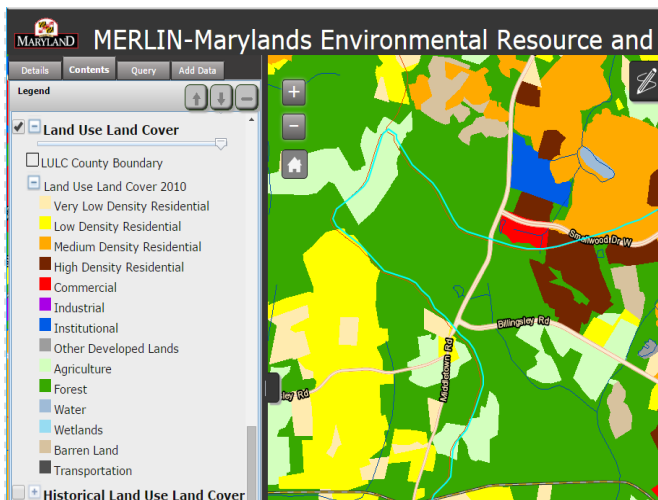 MARYLAND
MERLIN-Marylands Environmental Resource and
Details Contents Query Add Data
Legend
Land Use Land Cover
LULC County Boundary
Land Use Land Cover 2010
Very Low Density Residential
Low Density Residential
Medium Density Residential
High Density Residential
Commercial
Industrial
Institutional
Other Developed Lands
Agriculture
Forest
Water
Wetlands
Barren Land
Transportation
Historical Land Use Land Cover
Smallwood Dr W
Billingsley Rd
Middletown Rd
sley Rd